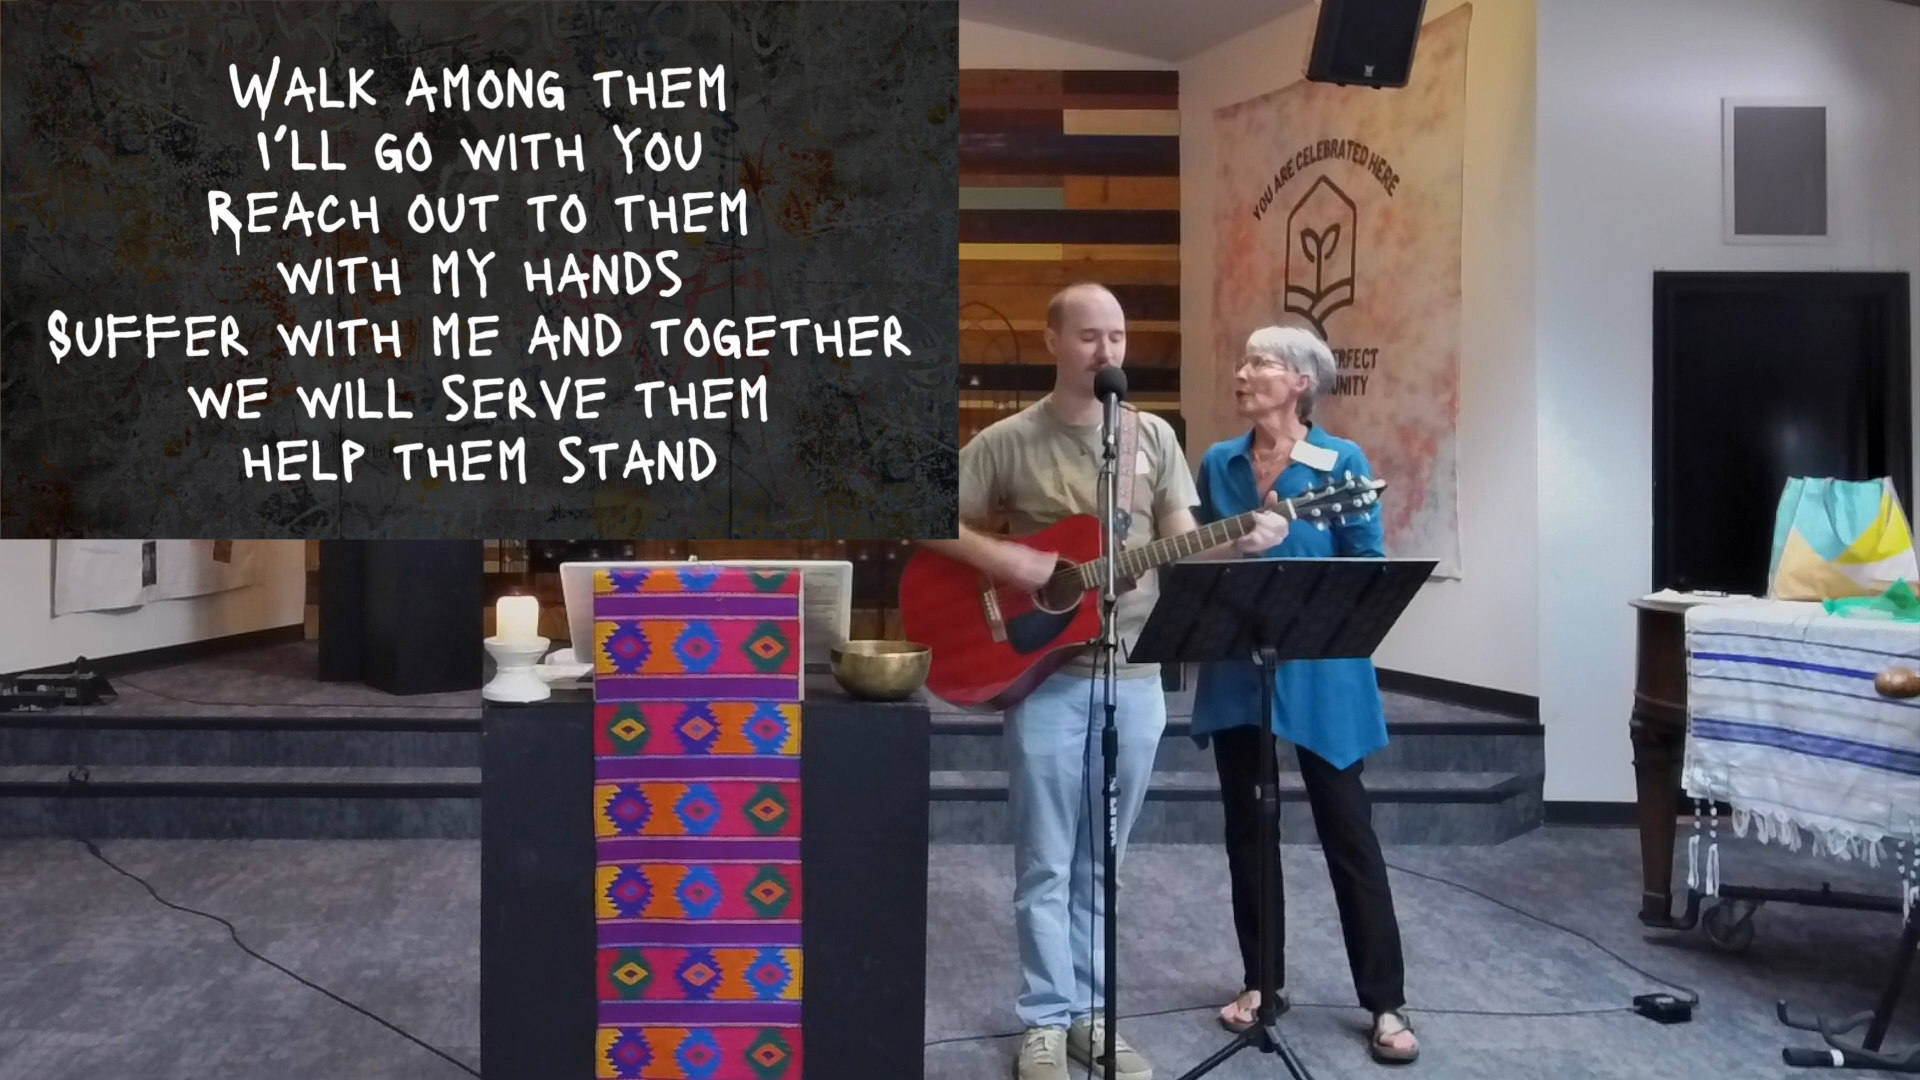 WALK AMONG THEM
I'LL GO WITH YOU
REACH OUT TO THEM
WITH MY HANDS
SUFFER WITH ME AND TOGETHER
WE WILL SERVE THEM
HELP THEM STAND
YOU ARE CELEBRATED HERE